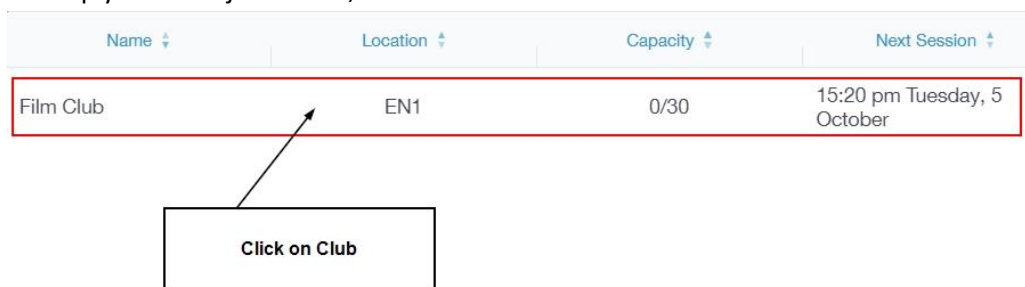 Name Location Capacity Next Session
Film Club EN1 0/30 15:20 pm Tuesday, 5
October
Click on Club